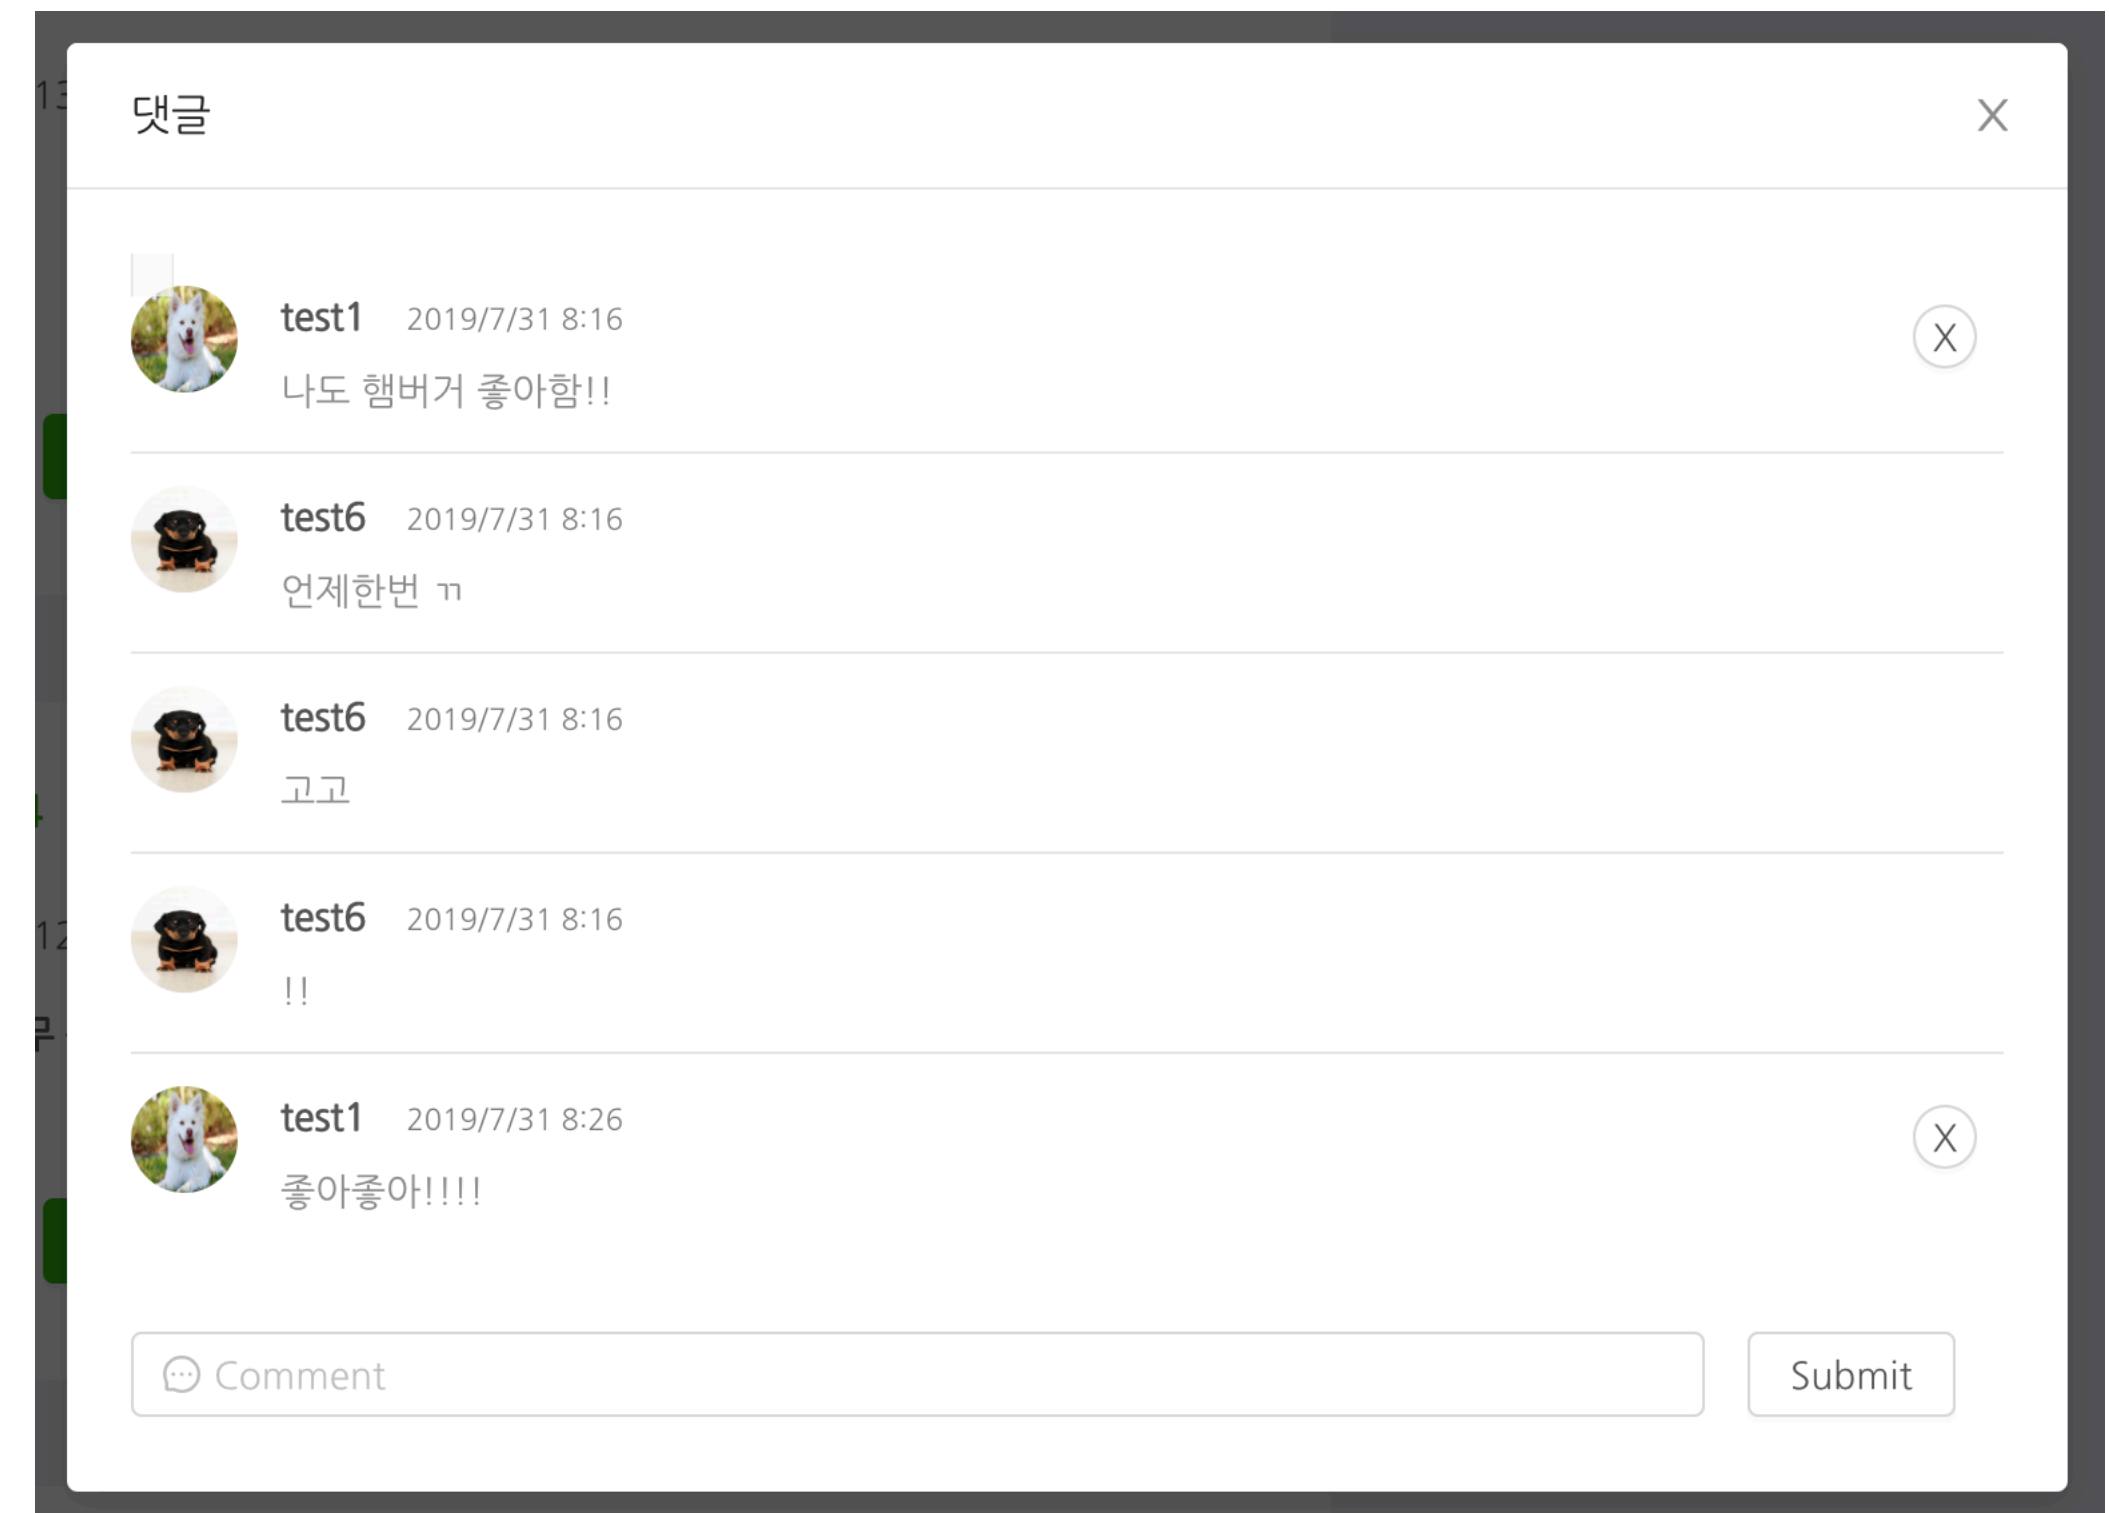 댓글
X
test1 2019/7/31 8:16
X
나도 햄버거 좋아함!!
test6 2019/7/31 8:16
언제한번 ㄲ
test6 2019/7/31 8:16
고고
test6 2019/7/31 8:16
!!
test1 2019/7/31 8:26
X
좋아좋아!!!!
Comment
Submit